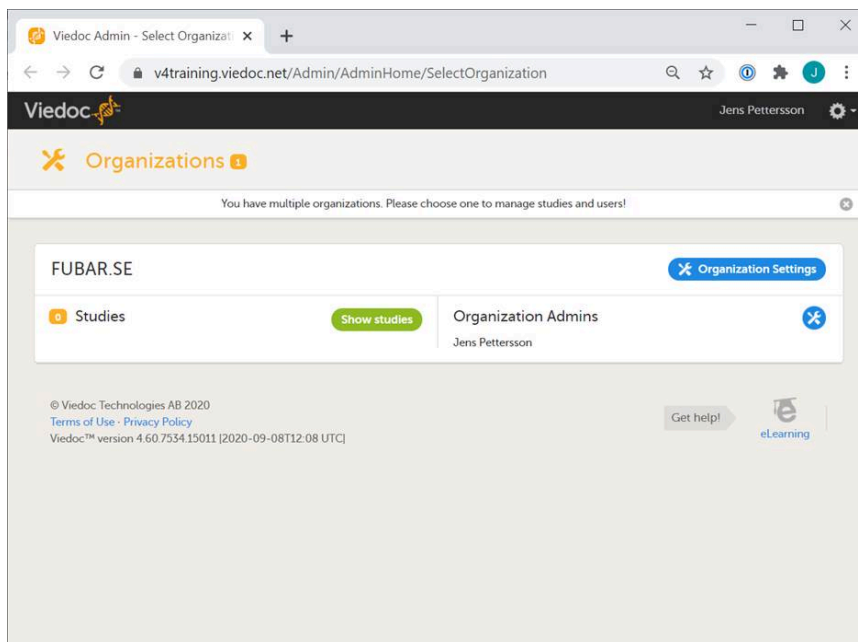 Viedoc Admin - Select Organizati
v4training.viedoc.net/Admin/AdminHome/SelectOrganization
J
Viedoc
Jens Pettersson
Organizations 1
You have multiple organizations. Please choose one to manage studies and users!
FUBAR.SE
Organization Settings
0 Studies
Show studies
Organization Admins
Jens Pettersson
© Viedoc Technologies AB 2020
Terms of Use · Privacy Policy
Viedoc™ version 4.60.7534.15011 |2020-09-08T12:08 UTC|
Get help!
e
eLearning